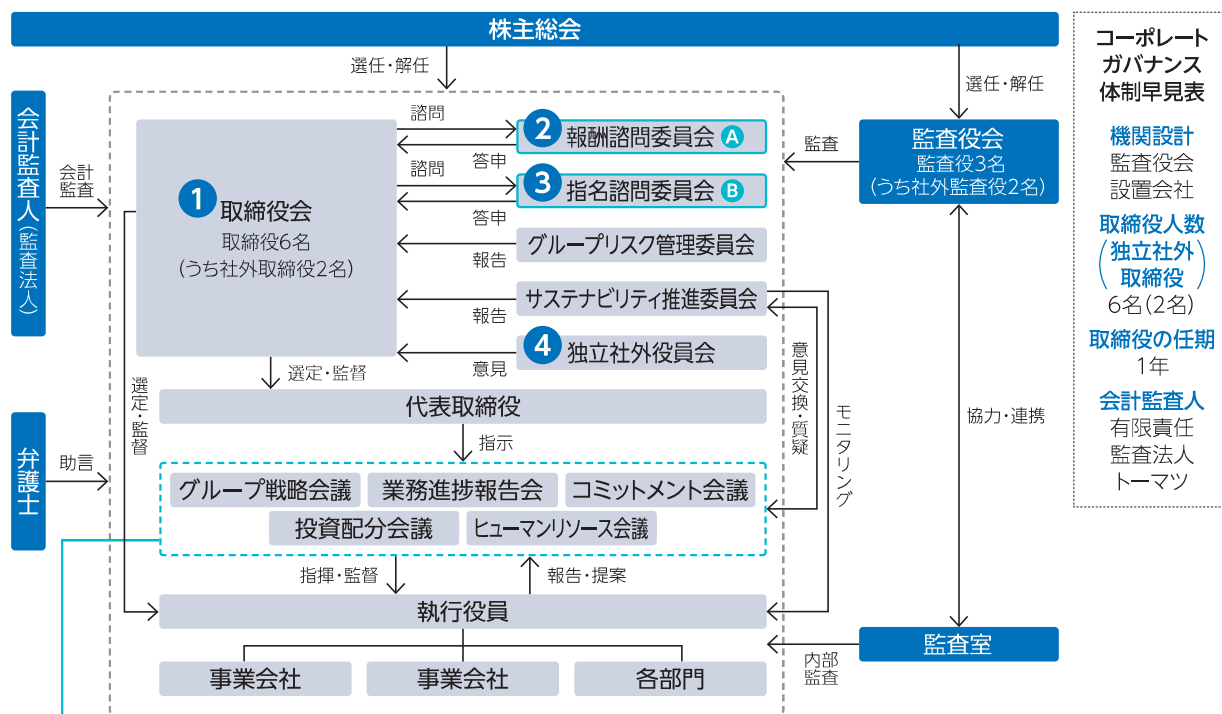 株主総会
選任・解任
選任・解任
会計監査人(監査法人)
会計
監査
弁護士
助言
1
取締役会
取締役6名
(うち社外取締役2名)
諮問
答申
2
報酬諮問委員会 A
諮問
答申
3
指名諮問委員会 B
報告
グループリスク管理委員会
報告
サステナビリティ推進委員会
意見
4
独立社外役員会
監査
監査役会
監査役3名
(うち社外監査役2名)
選定・監督
選定・監督
代表取締役
指示
意見交換・質疑
モニタリング
協力・連携
グループ戦略会議
業務進捗報告会
コミットメント会議
投資配分会議
ヒューマンリソース会議
指揮・監督
報告・提案
執行役員
事業会社
事業会社
各部門
内部
監査
監査室
コーポレート
ガバナンス
体制早見表
機関設計
監査役会
設置会社
取締役人数
(独立社外
取締役)
6名(2名)
取締役の任期
1年
会計監査人
有限責任
監査法人
トーマツ